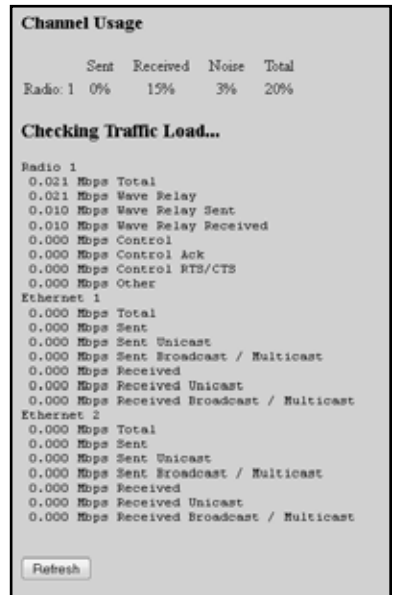 Channel Usage
Sent Received Noise Total
Radio: 1 0% 15% 3% 20%
Checking Traffic Load...
Radio 1
0.021 Mbps Total
0.021 Mbps Wave Relay
0.010 Mbps Wave Relay Sent
0.010 Mbps Wave Relay Received
0.000 Mbps Control
0.000 Mbps Control Ack
0.000 Mbps Control RTS/CTS
0.000 Mbps Other
Ethernet 1
0.000 Mbps Total
0.000 Mbps Sent
0.000 Mbps Sent Unicast
0.000 Mbps Sent Broadcast / Multicast
0.000 Mbps Received
0.000 Mbps Received Unicast
0.000 Mbps Received Broadcast / Multicast
Ethernet 2
0.000 Mbps Total
0.000 Mbps Sent
0.000 Mbps Sent Unicast
0.000 Mbps Sent Broadcast / Multicast
0.000 Mbps Received
0.000 Mbps Received Unicast
0.000 Mbps Received Broadcast / Multicast
Refresh